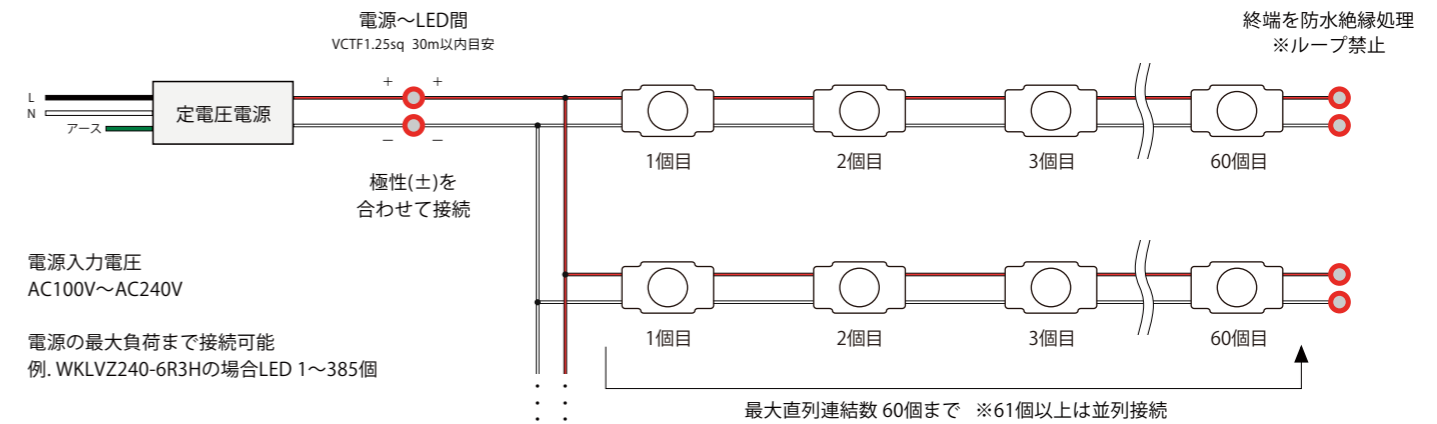 電源～LED間
VCTF1.25sq 30m以内目安
終端を防水絶縁処理
※ループ禁止
L
N
アース
定電圧電源
＋ ＋
－ －
極性(±)を
合わせて接続
1個目 2個目 3個目 60個目
電源入力電圧
AC100V～AC240V
電源の最大負荷まで接続可能
例. WKLVZ240-6R3Hの場合LED 1～385個
1個目 2個目 3個目 60個目
最大直列連結数 60個まで ※61個以上は並列接続